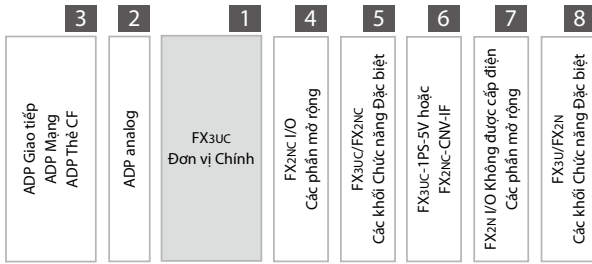 3
2
1
4
5
6
7
8
ADP Giao tiếp
ADP Mạng
ADP Thẻ CF
ADP analog
FX3UC
Đơn vị Chính
FX2NC I/O
Các phần mở rộng
FX3UC/FX2NC
Các khối Chức năng Đặc biệt
FX3UC-1PS-5V hoặc
FX2NC-CNV-IF
FX2N I/O Không được cấp điện
Các phần mở rộng
FX3U/FX2N
Các khối Chức năng Đặc biệt